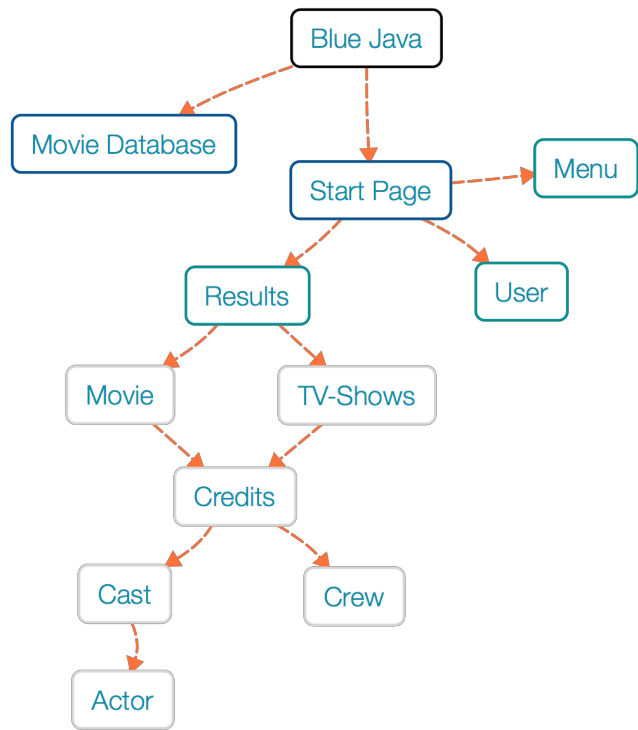 Blue Java
Movie Database
Menu
Start Page
User
Results
Movie
TV-Shows
Credits
Cast
Crew
Actor